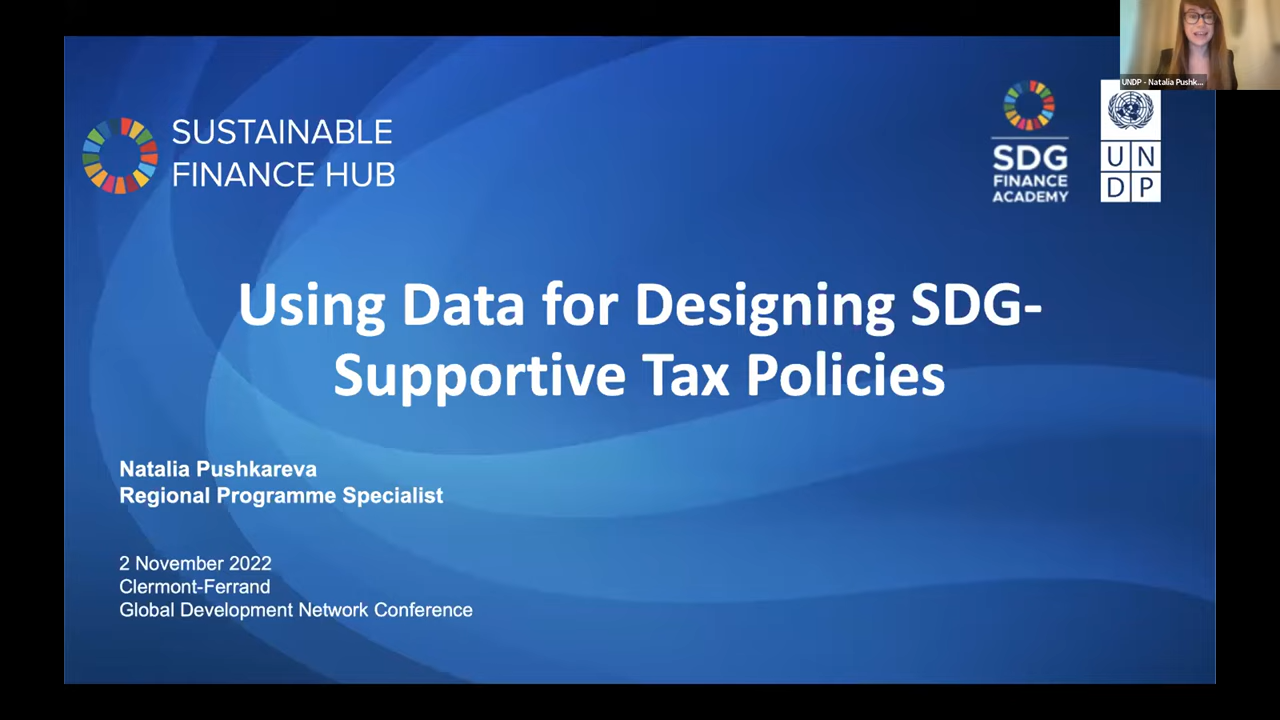 UNDP - Natalia Pushk...
SUSTAINABLE
FINANCE HUB
SDG
FINANCE
ACADEMY
U N
D P
Using Data for Designing SDG-
Supportive Tax Policies
Natalia Pushkareva
Regional Programme Specialist
2 November 2022
Clermont-Ferrand
Global Development Network Conference